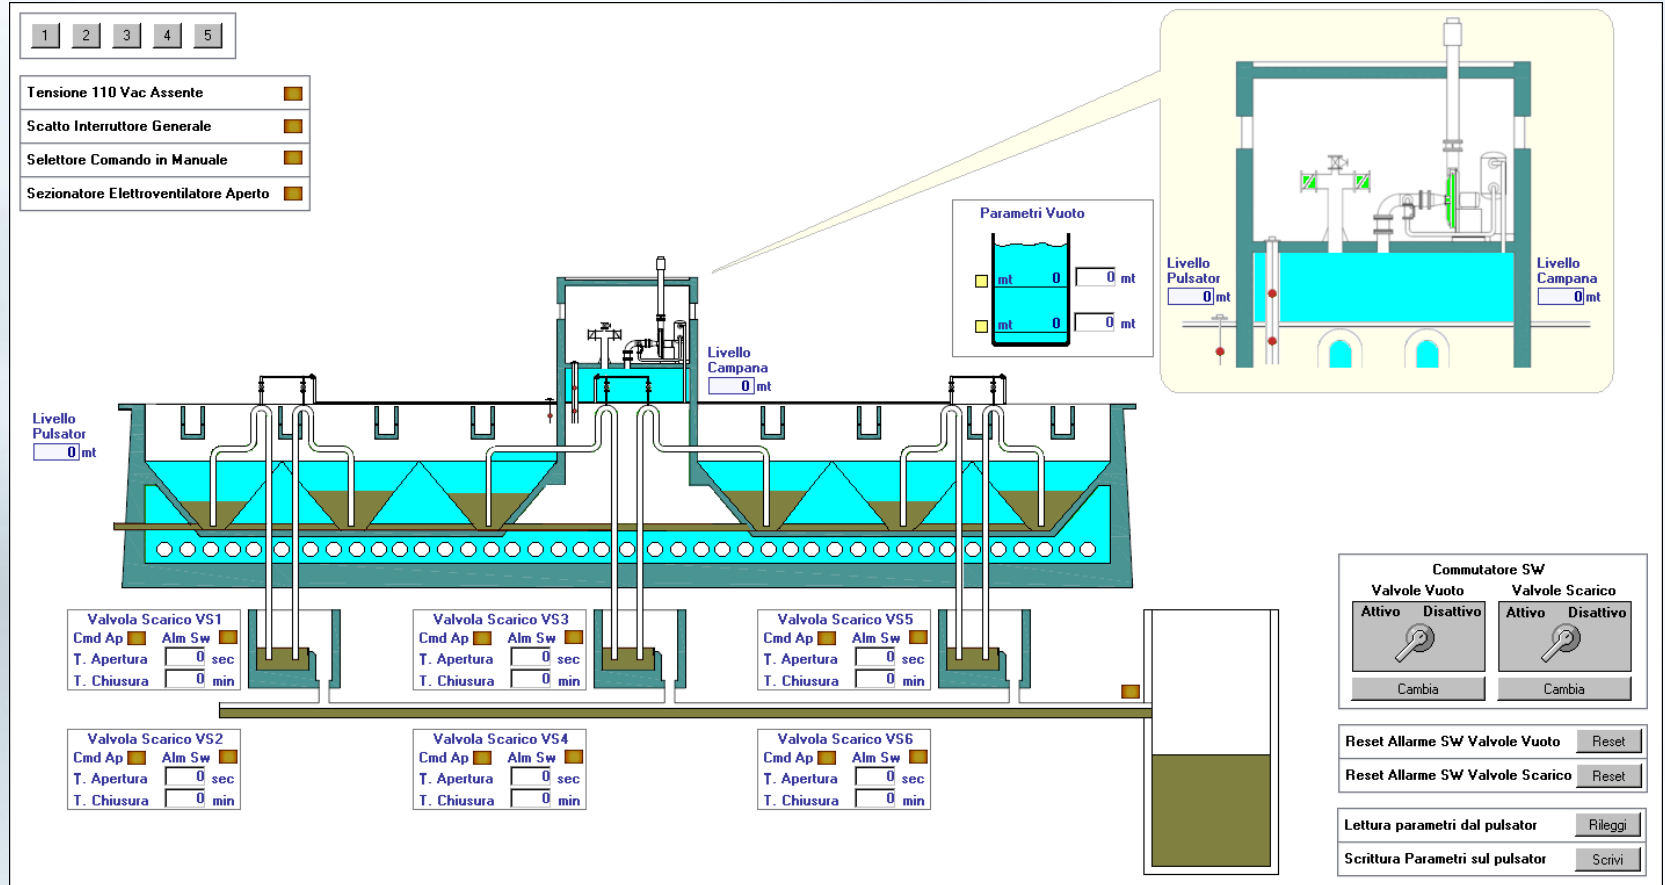 1 2 3 4 5
Tensione 110 Vac Assente
Scatto Interruttore Generale
Selettore Comando in Manuale
Sezionatore Elettroventilatore Aperto
Parametri Vuoto
mt 0 0 mt
mt 0 0 mt
Livello
Pulsator
0 mt
Livello
Campana
0 mt
Livello
Campana
0 mt
Livello
Pulsator
0 mt
Valvola Scarico VS1
Cmd Ap Alm Sw
T. Apertura 0 sec
T. Chiusura 0 min
Valvola Scarico VS3
Cmd Ap Alm Sw
T. Apertura 0 sec
T. Chiusura 0 min
Valvola Scarico VS5
Cmd Ap Alm Sw
T. Apertura 0 sec
T. Chiusura 0 min
Valvola Scarico VS2
Cmd Ap Alm Sw
T. Apertura 0 sec
T. Chiusura 0 min
Valvola Scarico VS4
Cmd Ap Alm Sw
T. Apertura 0 sec
T. Chiusura 0 min
Valvola Scarico VS6
Cmd Ap Alm Sw
T. Apertura 0 sec
T. Chiusura 0 min
Commutatore SW
Valvole Vuoto Valvole Scarico
Attivo Disattivo Attivo Disattivo
Cambia Cambia
Reset Allarme SW Valvole Vuoto Reset
Reset Allarme SW Valvole Scarico Reset
Lettura parametri dal pulsator Rileggi
Scrittura Parametri sul pulsator Scrivi